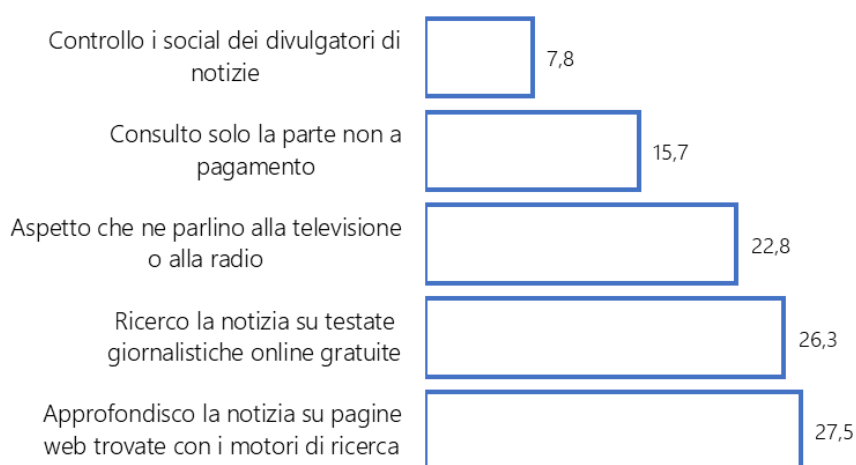 Controllo i social dei divulgatori di
notizie
7,8
Consulto solo la parte non a
pagamento
15,7
Aspetto che ne parlino alla televisione
o alla radio
22,8
Ricerco la notizia su testate
giornalistiche online gratuite
26,3
Approfondisco la notizia su pagine
web trovate con i motori di ricerca
27,5